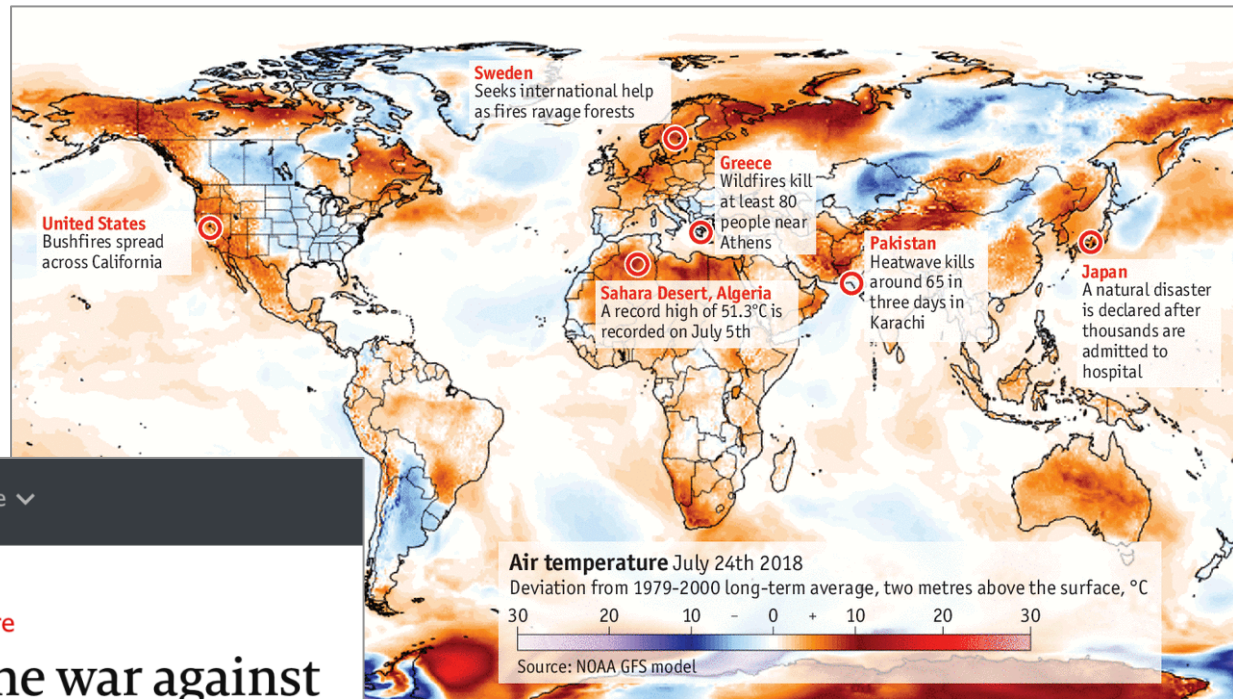 Sweden
Seeks international help
as fires ravage forests
Greece
Wildfires kill
at least 80
people near
Athens
United States
Bushfires spread
across California
Pakistan
Heatwave kills
around 65 in
three days in
Karachi
Japan
A natural disaster
is declared after
thousands are
admitted to
hospital
Sahara Desert, Algeria
A record high of 51.3°C is
recorded on July 5th
Air temperature July 24th 2018
Deviation from 1979-2000 long-term average, two metres above the surface, °C
30 20 10 - 0 + 10 20 30
Source: NOAA GFS model
war against